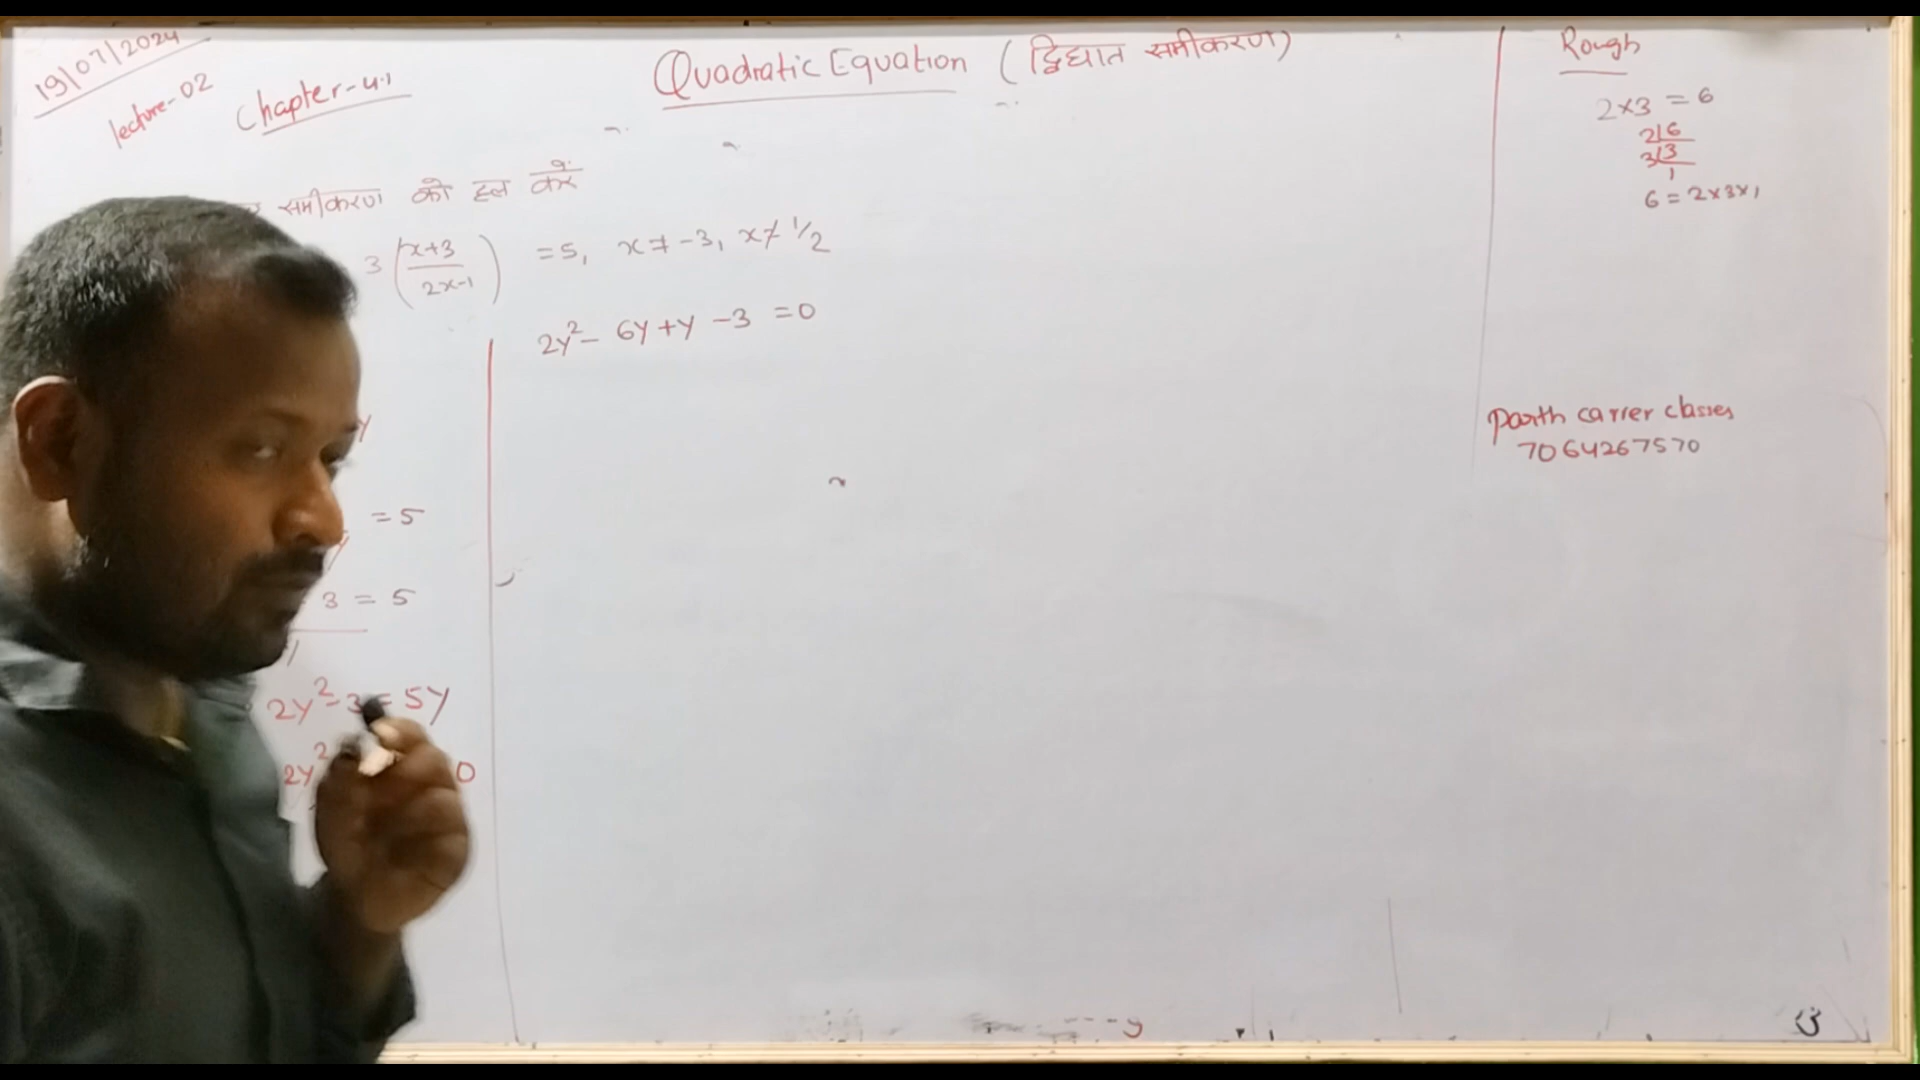 19/07/2024
lecture-02
Chapter-4.1
Quadratic Equation (द्विघात समीकरण)
समीकरण को हल करें
3 (x+3/2x-1) = 5, x ≠ -3, x ≠ 1/2
y
= 5
3 = 5
1
2y² - 3 = 5y
2y² 0
2y² - 6y + y - 3 = 0
Rough
2×3 = 6
2|6
3|3
1
6 = 2×3×1
Parth carrer classes
7064267570